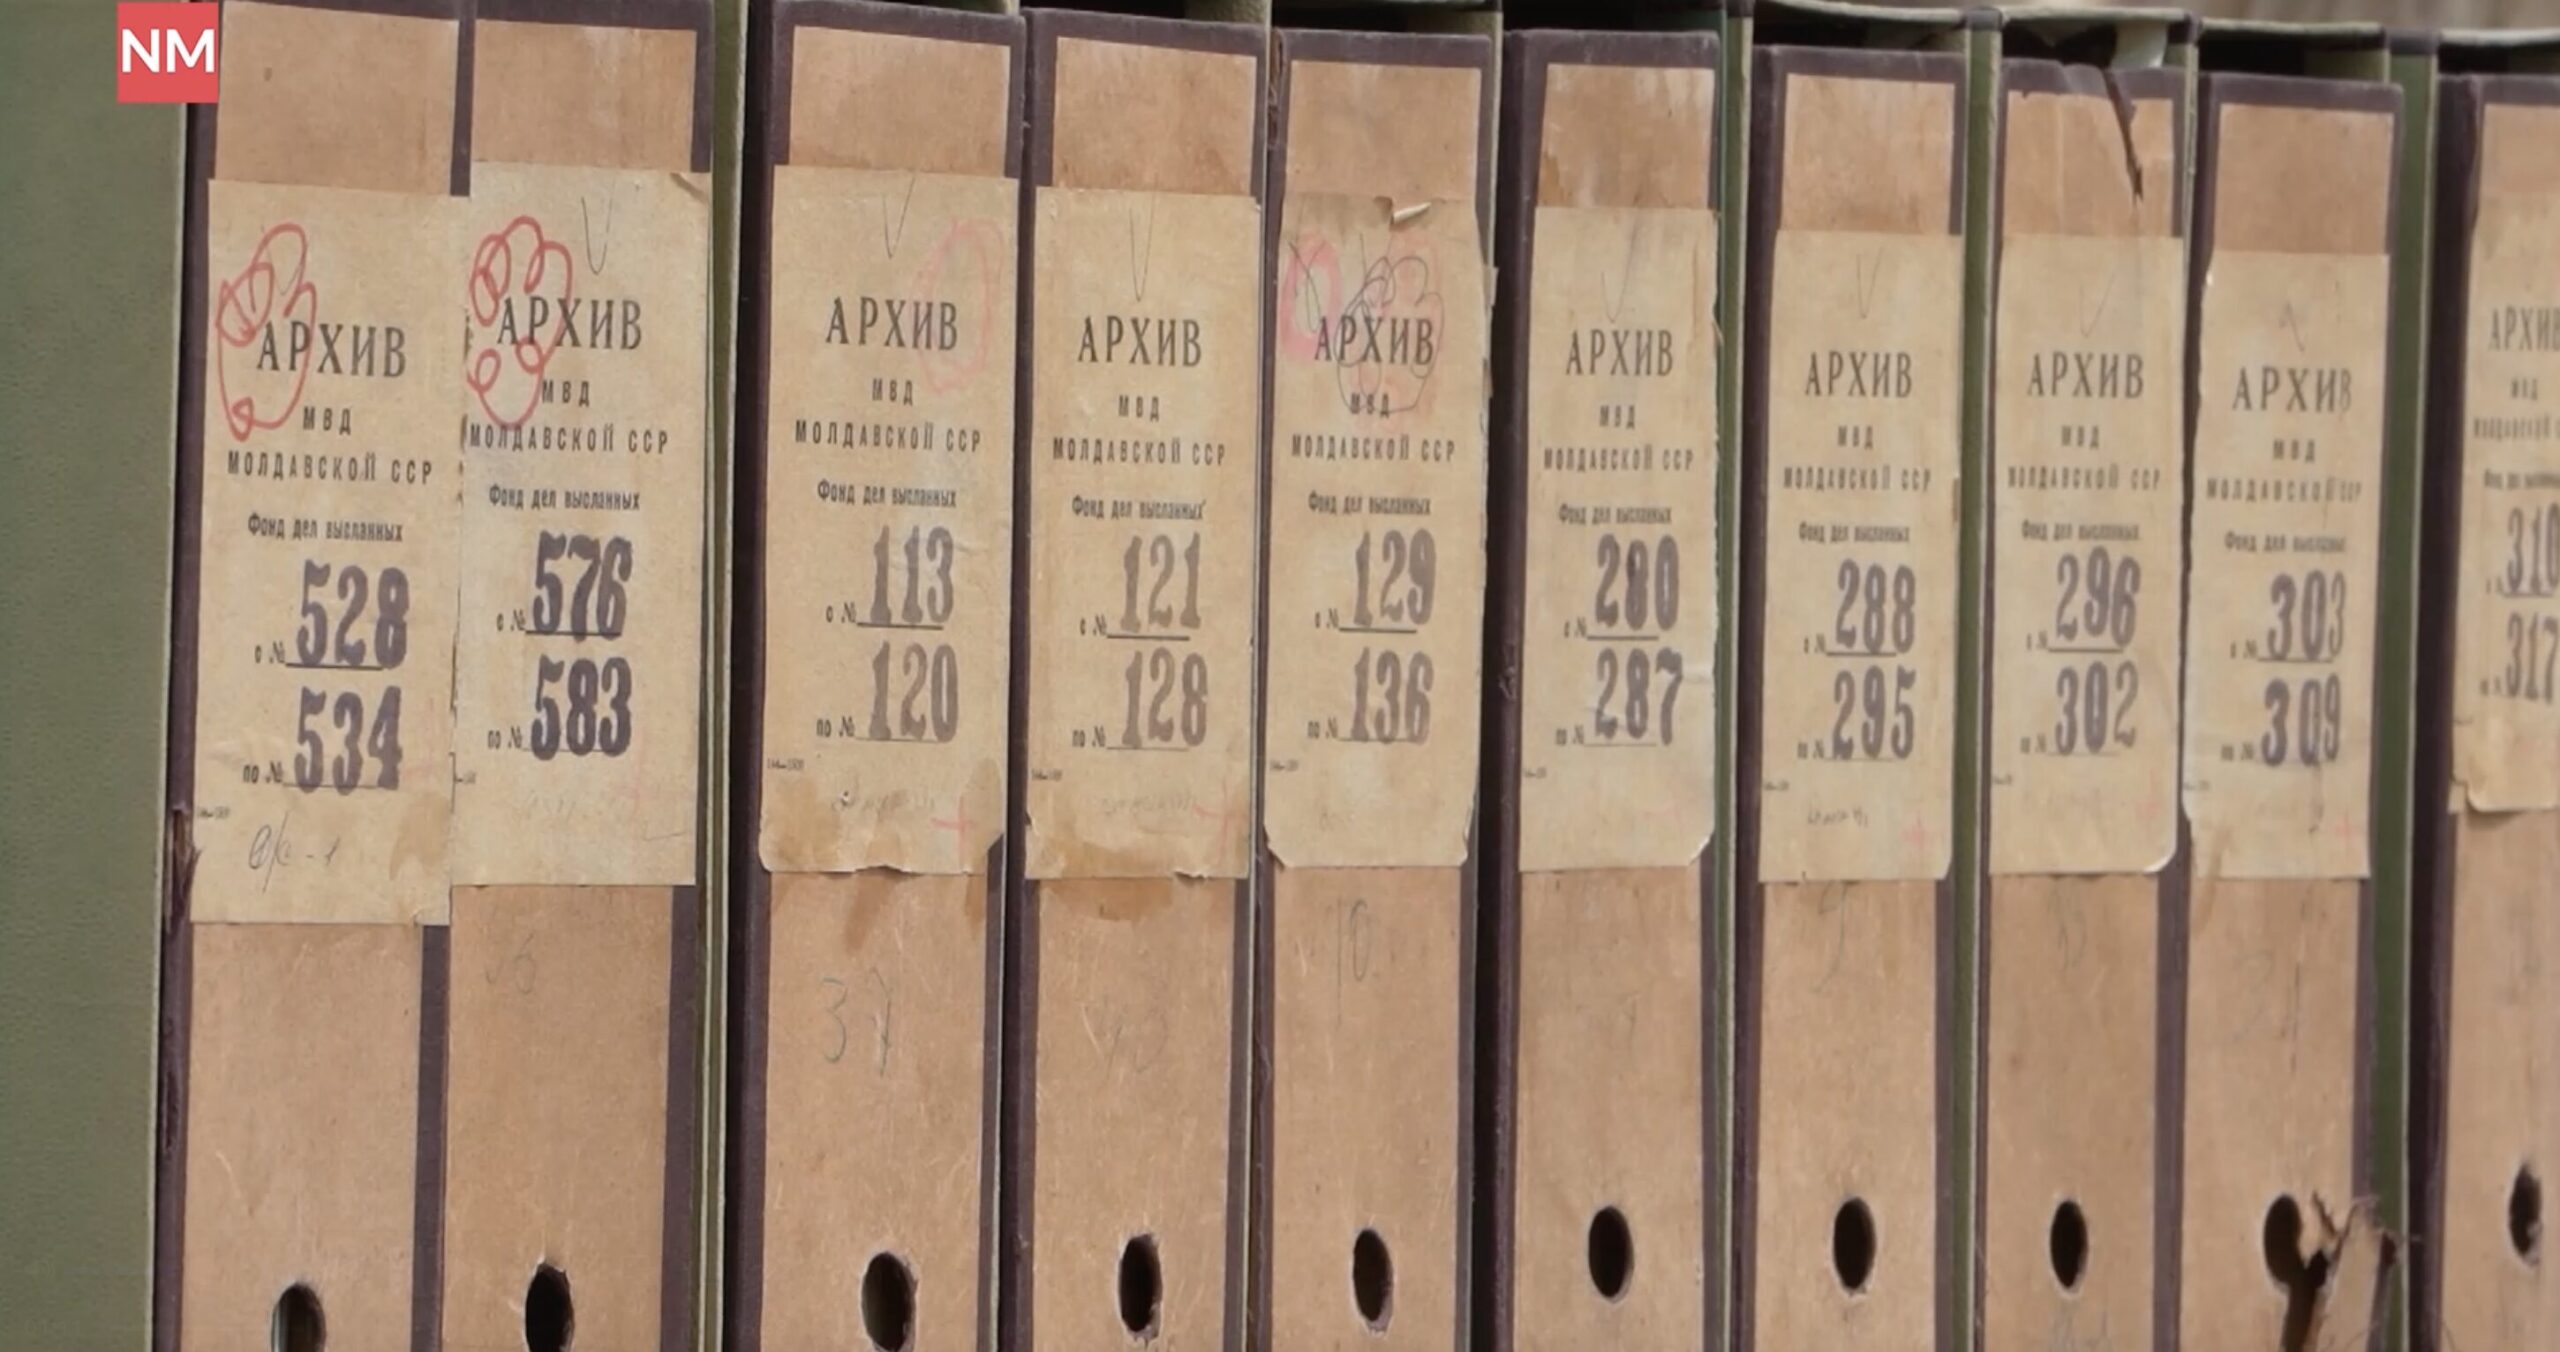 NM
АРХИВ
МВД
МОЛДАВСКОЙ ССР
Фонд дел высланных
с № 528
по № 534
АРХИВ
МВД
МОЛДАВСКОЙ ССР
Фонд дел высланных
с № 576
по № 583
АРХИВ
МВД
МОЛДАВСКОЙ ССР
Фонд дел высланных
с № 113
по № 120
37
АРХИВ
МВД
МОЛДАВСКОЙ ССР
Фонд дел высланных
с № 121
по № 128
АРХИВ
МВД
МОЛДАВСКОЙ ССР
Фонд дел высланных
с № 129
по № 136
10
АРХИВ
МВД
МОЛДАВСКОЙ ССР
Фонд дел высланных
с № 280
по № 287
АРХИВ
МВД
МОЛДАВСКОЙ ССР
Фонд дел высланных
с № 288
по № 295
АРХИВ
МВД
МОЛДАВСКОЙ ССР
Фонд дел высланных
с № 296
по № 302
АРХИВ
МВД
МОЛДАВСКОЙ ССР
Фонд дел высланных
с № 303
по № 309
АРХИВ
МВД
310
317